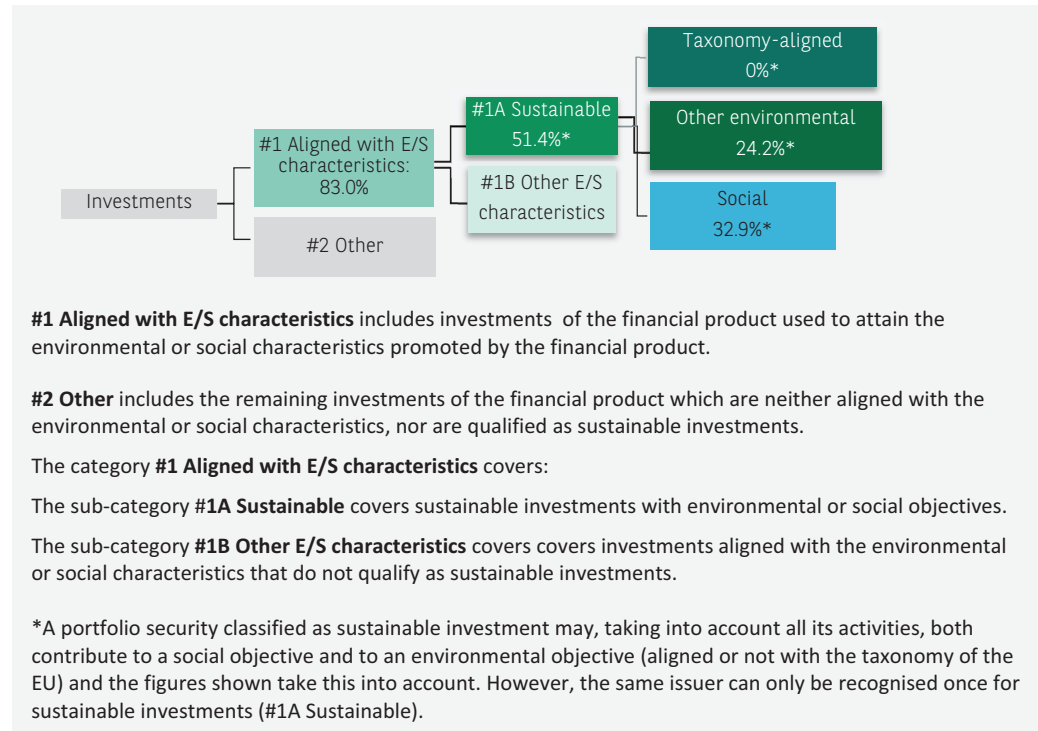 Taxonomy-aligned
0%*
#1A Sustainable
51.4%*
Other environmental
24.2%*
#1 Aligned with E/S
characteristics:
83.0%
#1B Other E/S
characteristics
Investments
Social
32.9%*
#2 Other
#1 Aligned with E/S characteristics includes investments of the financial product used to attain the
environmental or social characteristics promoted by the financial product.
#2 Other includes the remaining investments of the financial product which are neither aligned with the
environmental or social characteristics, nor are qualified as sustainable investments.
The category #1 Aligned with E/S characteristics covers:
The sub-category #1A Sustainable covers sustainable investments with environmental or social objectives.
The sub-category #1B Other E/S characteristics covers covers investments aligned with the environmental
or social characteristics that do not qualify as sustainable investments.
*A portfolio security classified as sustainable investment may, taking into account all its activities, both
contribute to a social objective and to an environmental objective (aligned or not with the taxonomy of the
EU) and the figures shown take this into account. However, the same issuer can only be recognised once for
sustainable investments (#1A Sustainable).